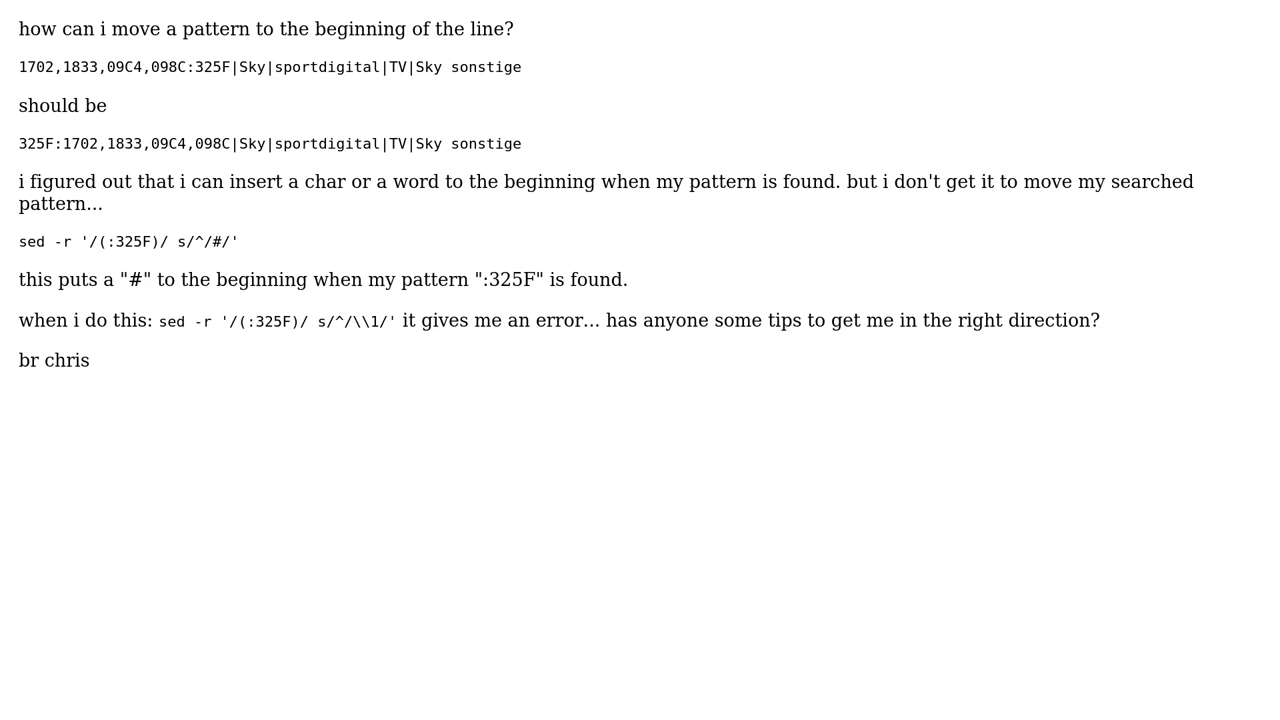 how can i move a pattern to the beginning of the line?
1702,1833,09C4,098C:325F|Sky|sportdigital|TV|Sky sonstige
should be
325F:1702,1833,09C4,098C|Sky|sportdigital|TV|Sky sonstige
i figured out that i can insert a char or a word to the beginning when my pattern is found. but i don't get it to move my searched
pattern...
sed -r '/(:325F)/ s/^/#/'
this puts a "#" to the beginning when my pattern ":325F" is found.
when i do this: sed -r '/(:325F)/ s/^/\\1/' it gives me an error... has anyone some tips to get me in the right direction?
br chris